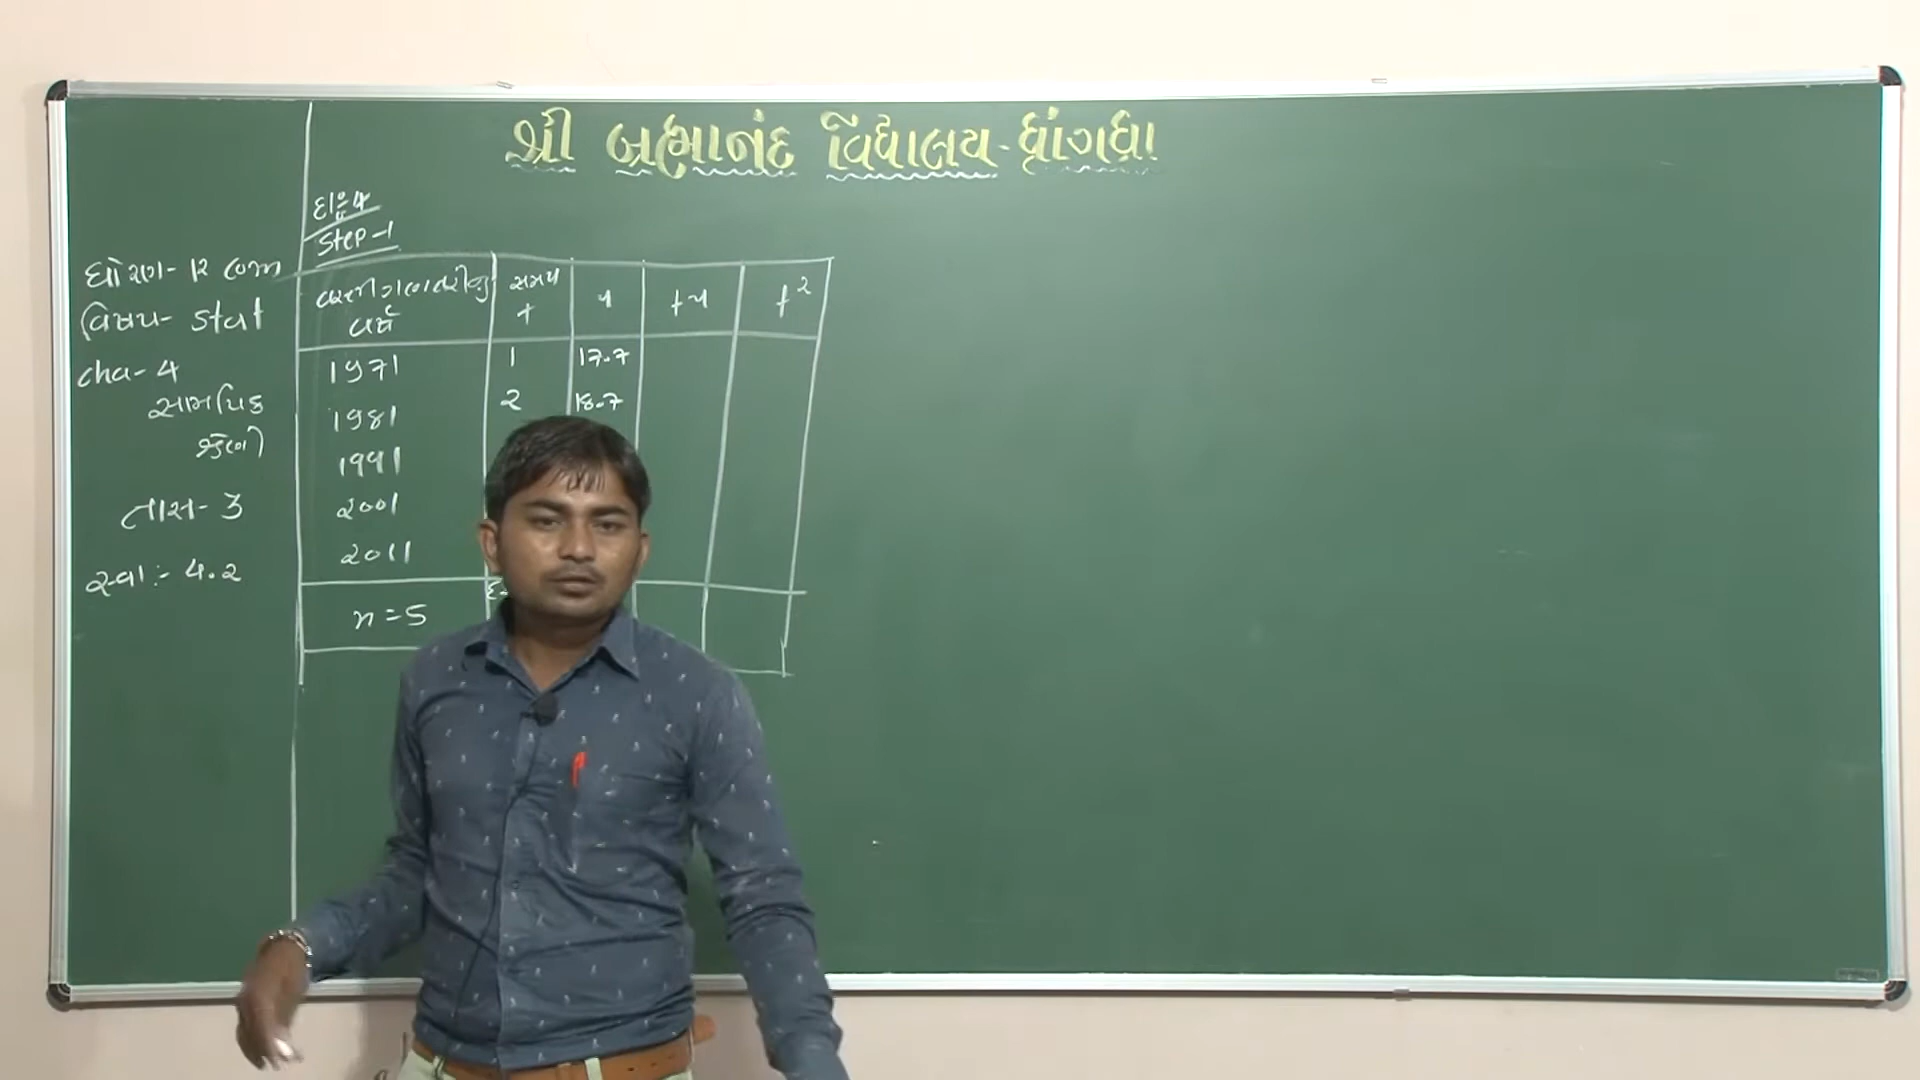 શ્રી બ્રહ્માનંદ વિદ્યાલય-ધ્રાંગધ્રા
ધોરણ- 12 com
વિષય- stat
cha- 4
સામયિક
શ્રેણી
તાસ- 3
સ્વા:- 4.2
દા:-4
Step-1
વસ્તીગણતરીનું વર્ષ | સમય t | y | ty | t²
1971 | 1 | 17.7
1981 | 2 | 18.7
1991
2001
2011
n=5